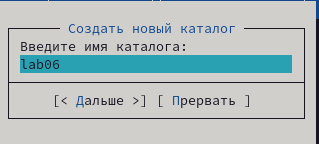 Создать новый каталог
Введите имя каталога:
lab06
[< Дальше >] [ Прервать ]